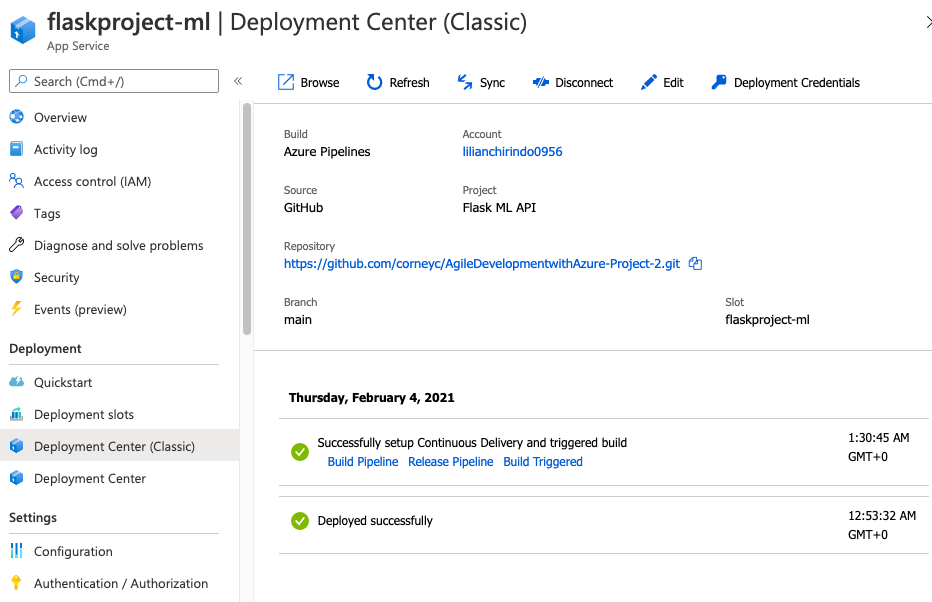 flaskproject-ml | Deployment Center (Classic)
App Service
Search (Cmd+/)
Overview
Activity log
Access control (IAM)
Tags
Diagnose and solve problems
Security
Events (preview)
Deployment
Quickstart
Deployment slots
Deployment Center (Classic)
Deployment Center
Settings
Configuration
Authentication / Authorization
Browse Refresh Sync Disconnect Edit Deployment Credentials
Build Account
Azure Pipelines lilianchirindo0956
Source Project
GitHub Flask ML API
Repository
https://github.com/corneyc/AgileDevelopmentwithAzure-Project-2.git
Branch Slot
main flaskproject-ml
Thursday, February 4, 2021
Successfully setup Continuous Delivery and triggered build 1:30:45 AM
Build Pipeline Release Pipeline Build Triggered GMT+0
Deployed successfully 12:53:32 AM
GMT+0